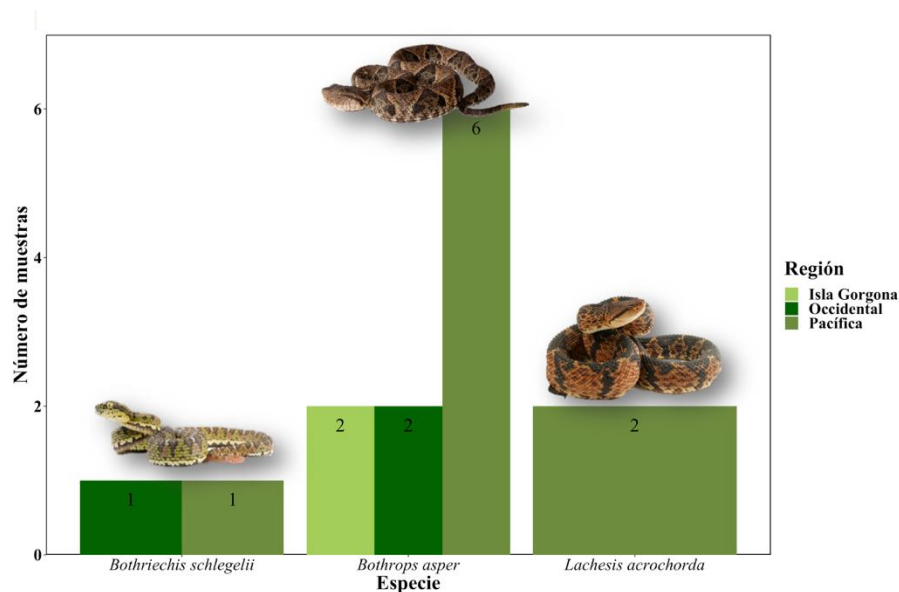 Número de muestras
6
4
2
0
6
2
2
2
1
1
Bothriechis schlegelii
Bothrops asper
Lachesis acrochorda
Especie
Región
Isla Gorgona
Occidental
Pacífica